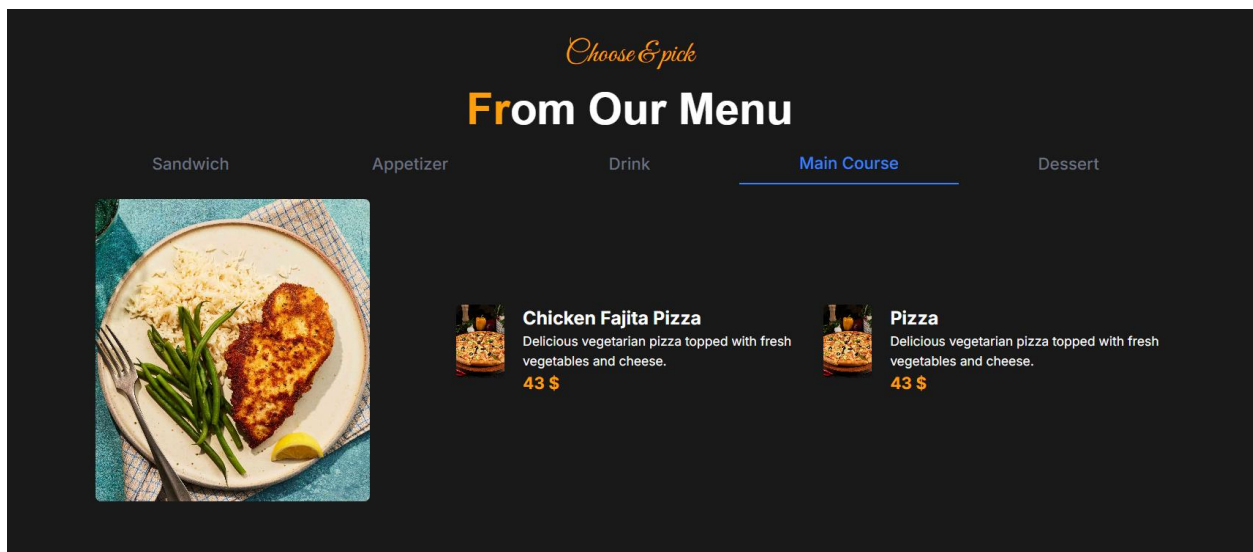 Choose & pick
From Our Menu
Sandwich
Appetizer
Drink
Main Course
Dessert
Chicken Fajita Pizza
Delicious vegetarian pizza topped with fresh
vegetables and cheese.
43 $
Pizza
Delicious vegetarian pizza topped with fresh
vegetables and cheese.
43 $